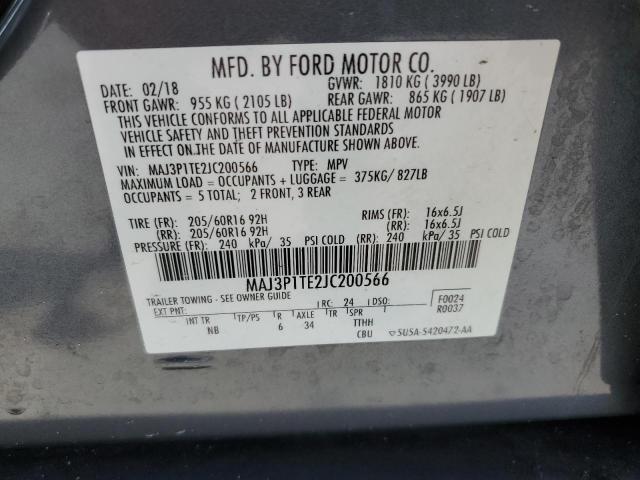 MFD. BY FORD MOTOR CO.
DATE: 02/18 GVWR: 1810 KG ( 3990 LB)
FRONT GAWR: 955 KG ( 2105 LB) REAR GAWR: 865 KG ( 1907 LB)
THIS VEHICLE CONFORMS TO ALL APPLICABLE FEDERAL MOTOR
VEHICLE SAFETY AND THEFT PREVENTION STANDARDS
IN EFFECT ON THE DATE OF MANUFACTURE SHOWN ABOVE.
VIN: MAJ3P1TE2JC200566 TYPE: MPV
MAXIMUM LOAD = OCCUPANTS + LUGGAGE = 375KG/ 827LB
OCCUPANTS = 5 TOTAL; 2 FRONT, 3 REAR
TIRE (FR): 205/60R16 92H RIMS (FR): 16x6.5J
(RR): 205/60R16 92H (RR): 16x6.5J
PRESSURE (FR): 240 kPa/ 35 PSI COLD (RR): 240 kPa/ 35 PSI COLD
MAJ3P1TE2JC200566
TRAILER TOWING - SEE OWNER GUIDE
EXT PNT: RC: 24 DSO: F0024
R0037
INT TR TP/PS R AXLE TR SPR
NB 6 34 TTHH
CBU SU5A-5420472-AA